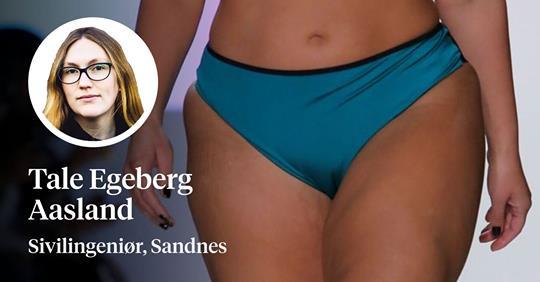 Tale Egeberg
Aasland
Sivilingeniør, Sandnes